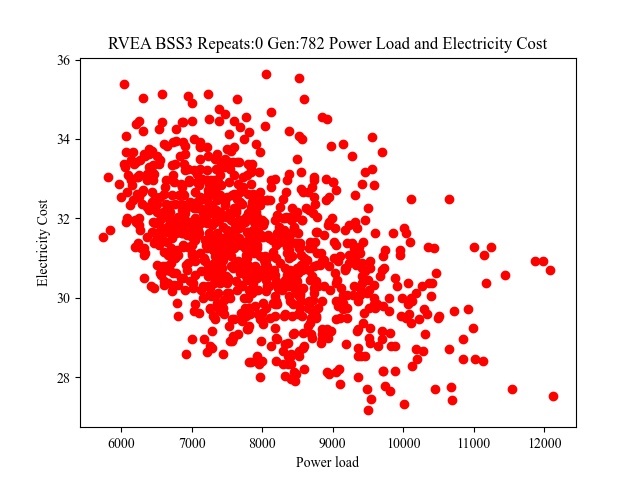 RVEA BSS3 Repeats:0 Gen:782 Power Load and Electricity Cost
36
34
32
30
28
Electricity Cost
6000 7000 8000 9000 10000 11000 12000
Power load